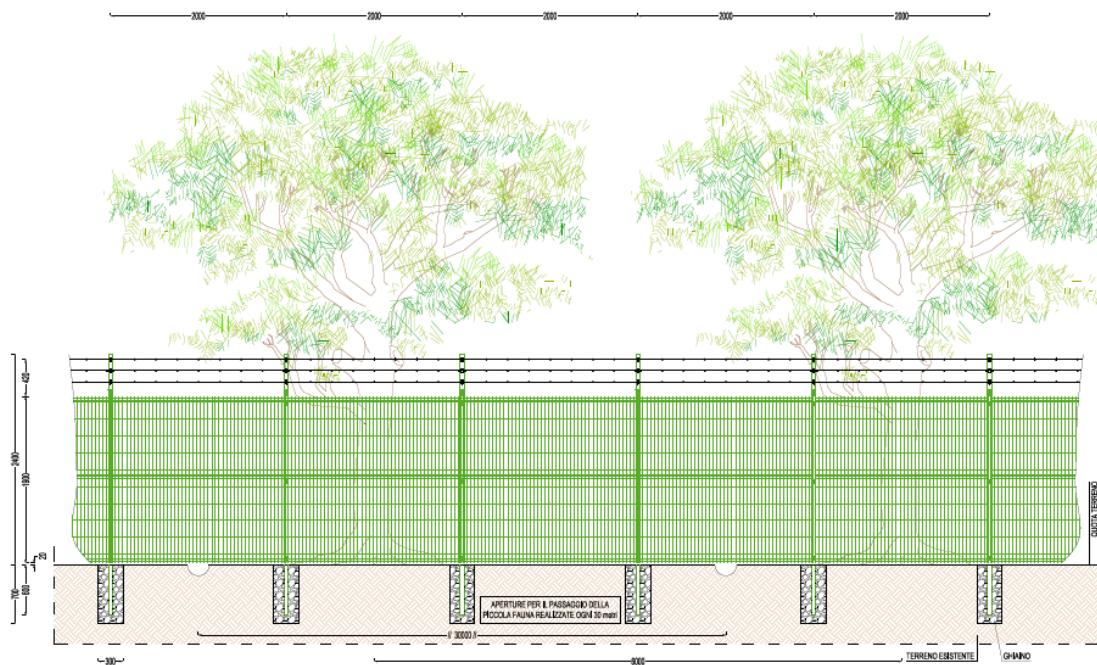 2000
2000
2000
2000
2000
420
2400
1900
20
QUOTA TERRENO
700
600
APERTURE PER IL PASSAGGIO DELLA
PICCOLA FAUNA REALIZZATE OGNI 30 metri
// 30000 //
300
6000
TERRENO ESISTENTE
GHIAINO